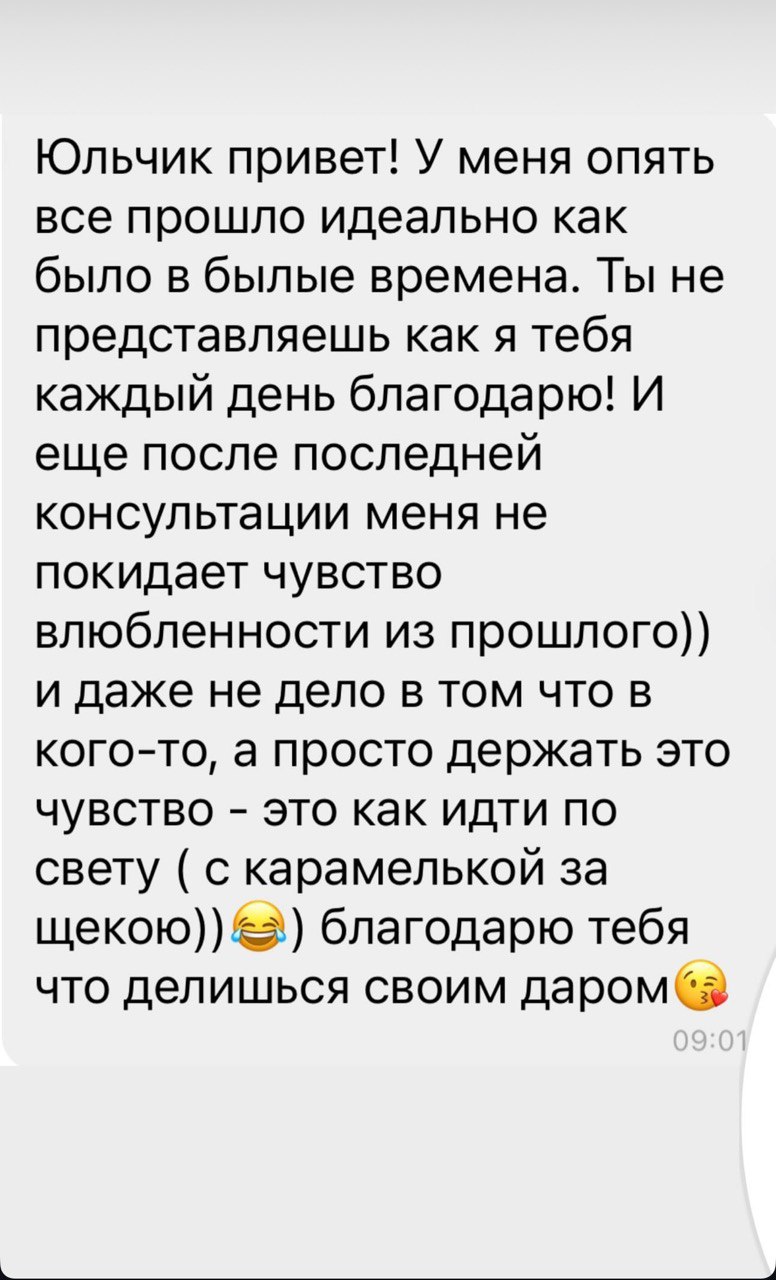 Юльчик привет! У меня опять
все прошло идеально как
было в былые времена. Ты не
представляешь как я тебя
каждый день благодарю! И
еще после последней
консультации меня не
покидает чувство
влюбленности из прошлого))
и даже не дело в том что в
кого-то, а просто держать это
чувство - это как идти по
свету ( с карамелькой за
щекою))😂) благодарю тебя
что делишься своим даром😘
09:01